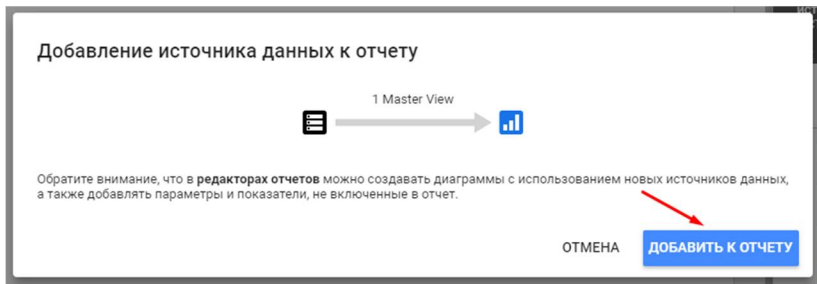 Добавление источника данных к отчету
1 Master View
Обратите внимание, что в редакторах отчетов можно создавать диаграммы с использованием новых источников данных,
а также добавлять параметры и показатели, не включенные в отчет.
ОТМЕНА
ДОБАВИТЬ К ОТЧЕТУ